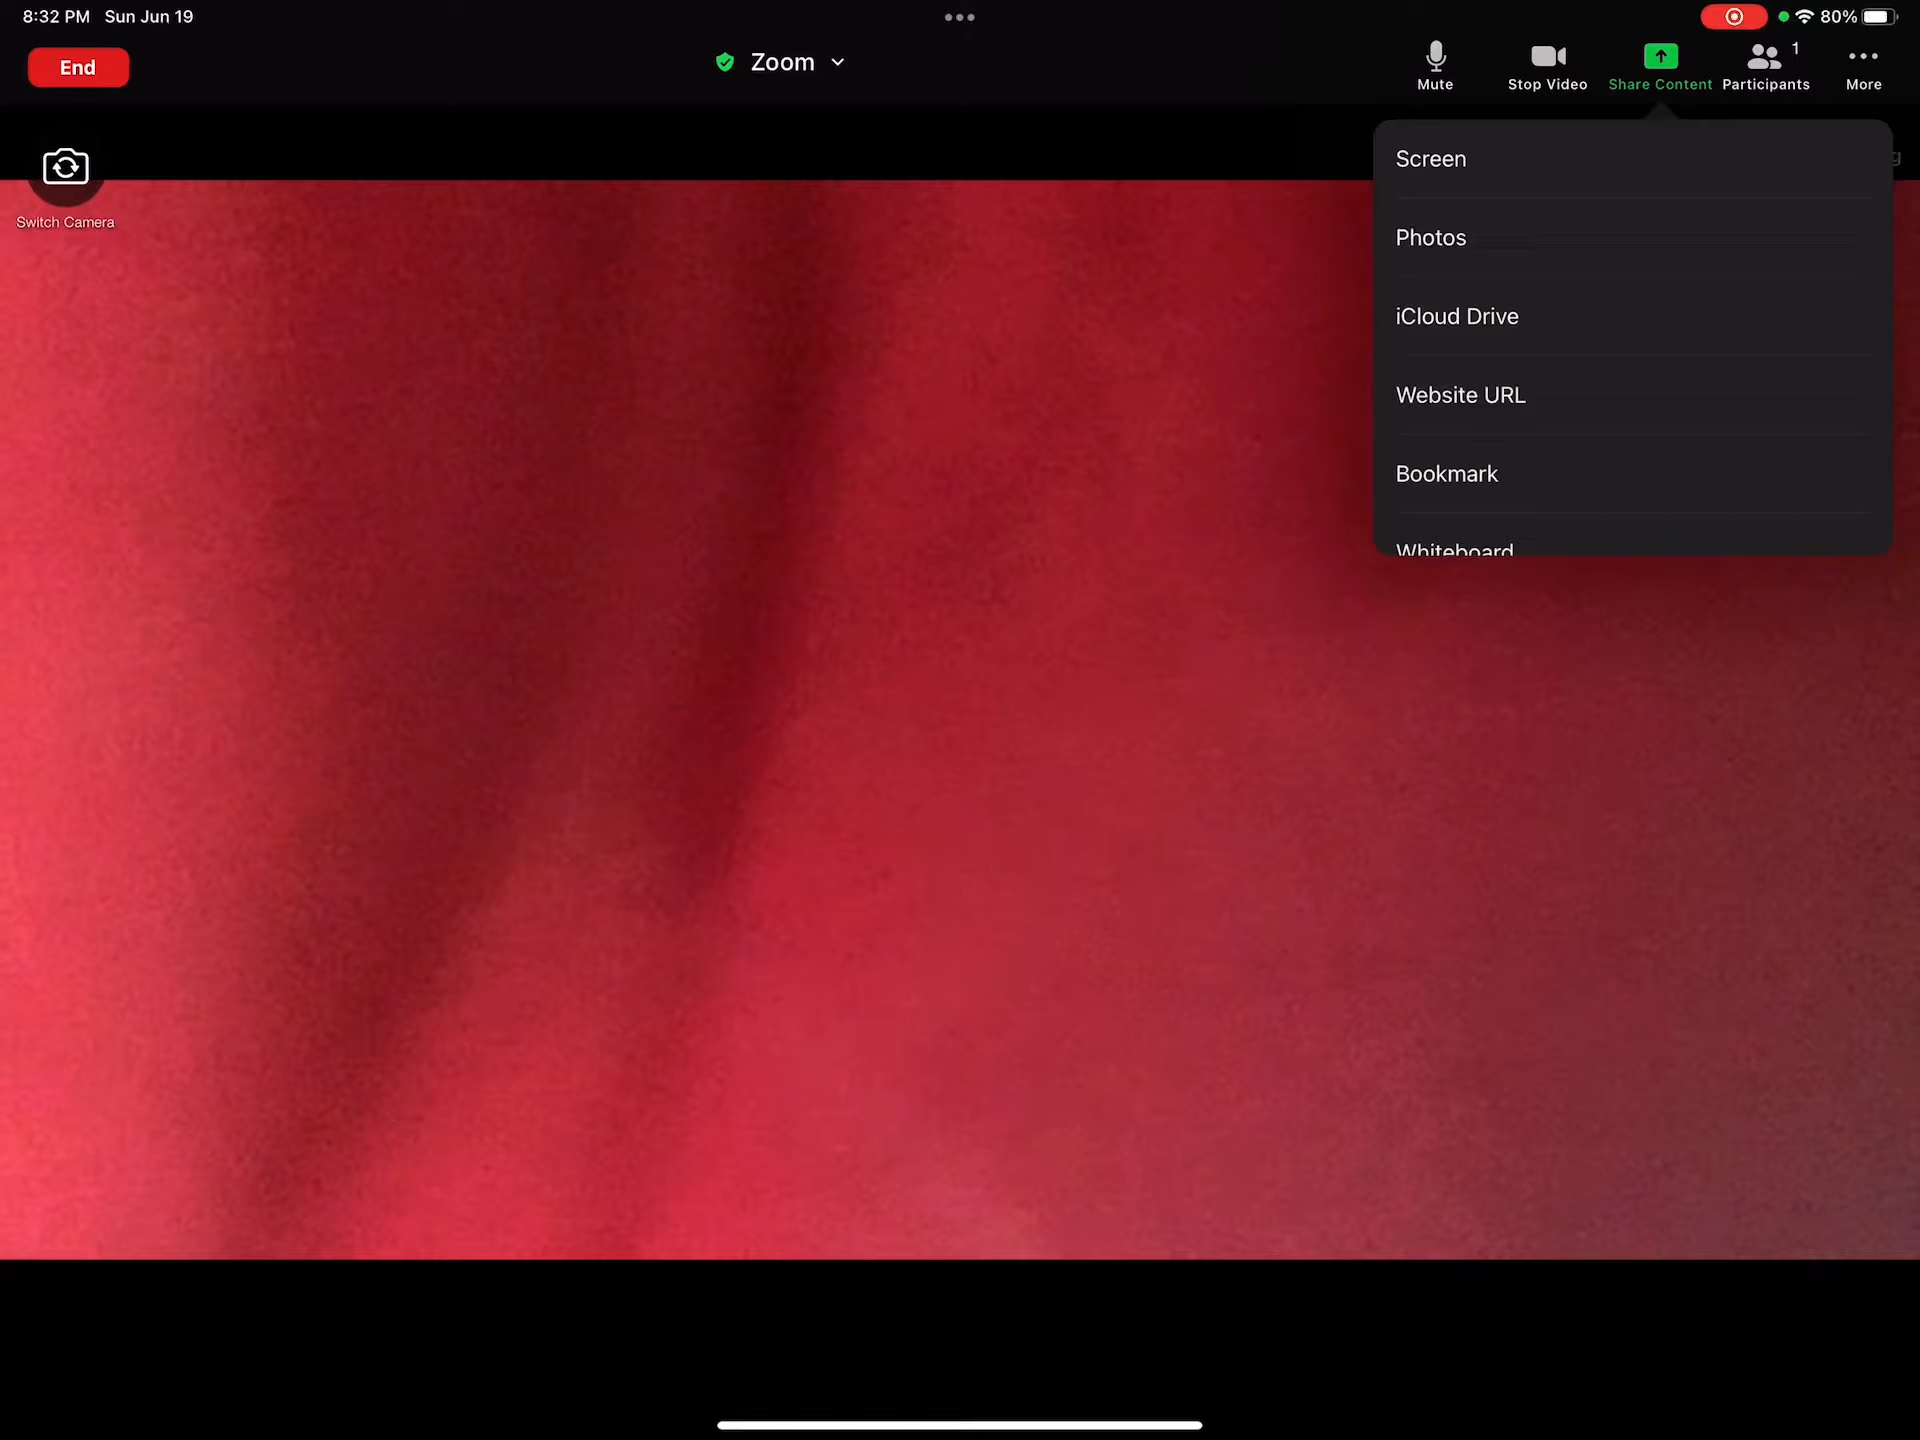 8:32 PM Sun Jun 19
80%
End
Zoom
Mute
Stop Video
Share Content
Participants
1
More
Switch Camera
Screen
Photos
iCloud Drive
Website URL
Bookmark
Whiteboard